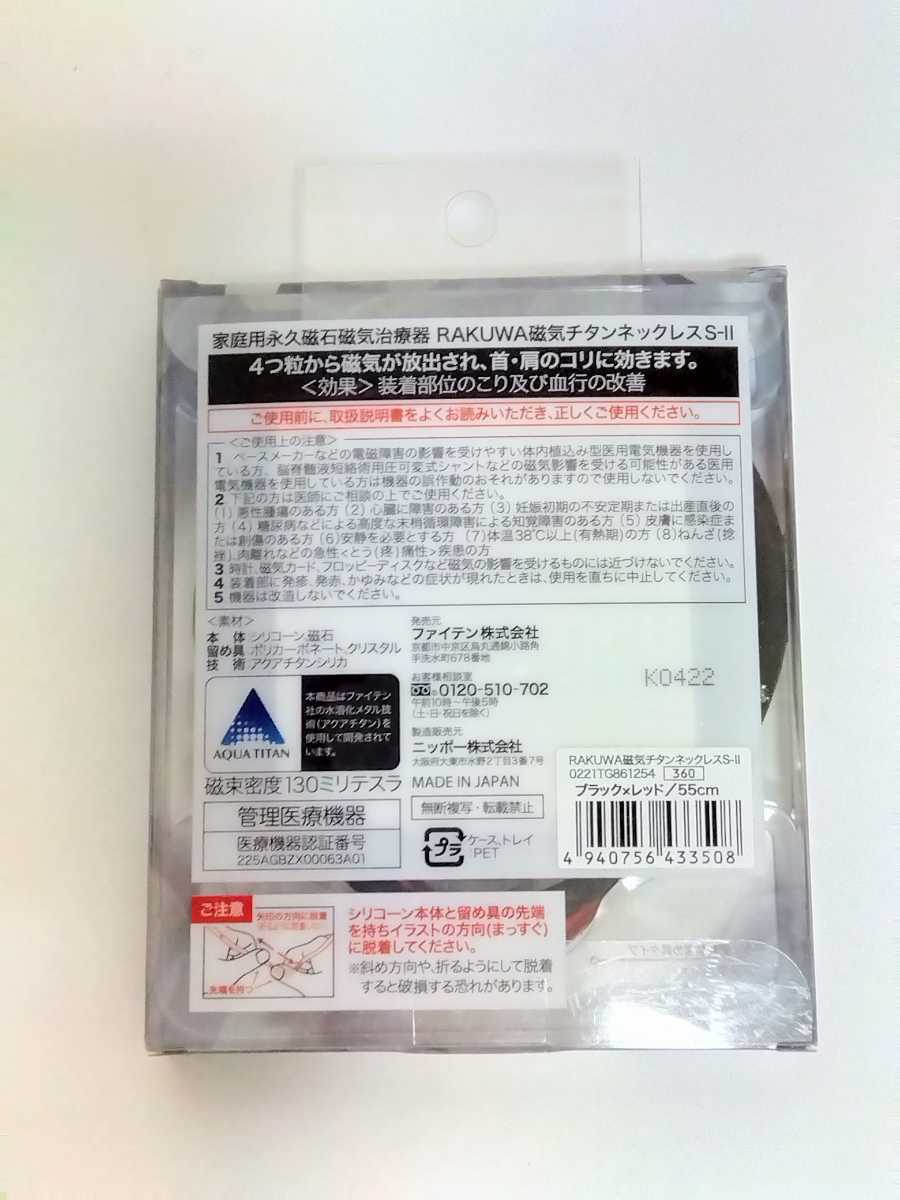 家庭用永久磁石磁気治療器 RAKUWA磁気チタンネックレスS-II
4つ粒から磁気が放出され、首・肩のコリに効きます。
<効果>装着部位のこり及び血行の改善
ご使用前に、取扱説明書をよくお読みいただき、正しくご使用ください。
<ご使用上の注意>
1 ペースメーカーなどの電磁障害の影響を受けやすい体内植込み型医用電気機器を使用し
ている方、脳脊髄液短絡術用圧可変式シャントなどの磁気影響を受ける可能性がある医用
電気機器を使用している方は機器の誤作動のおそれがありますので使用しないでください。
2 下記の方は医師にご相談の上でご使用ください。
(1)悪性腫瘍のある方(2)心臓に障害のある方(3)妊娠初期の不安定期または出産直後の
方(4)糖尿病などによる高度な末梢循環障害による知覚障害のある方(5)皮膚に感染症ま
たは創傷のある方(6)安静を必要とする方(7)体温38℃以上(有熱期)の方(8)ねんざ(捻
挫)、肉離れなどの急性<とう(疼)痛性>疾患の方
3 時計、磁気カード、フロッピーディスクなど磁気の影響を受けるものには近づけないでください。
4 装着部に発疹、発赤、かゆみなどの症状が現れたときは、使用を直ちに中止してください。
5 機器は改造しないでください。
<素材>
本 体 シリコーン、磁石
留め具 ポリカーボネート、クリスタル
技 術 アクアチタンシリカ
AQUA TITAN
本商品はファイテン
社の水溶化メタル技
術(アクアチタン)を
使用して開発されて
います。
磁束密度130ミリテスラ
管理医療機器
医療機器認証番号
225AGBZX00063A01
発売元
ファイテン株式会社
京都市中京区烏丸通錦小路角
手洗水町678番地
お客様相談室
0120-510-702
午前10時~午後5時
(土・日・祝日を除く)
製造販売元
ニッポー株式会社
大阪府大東市氷野2丁目3番7号
MADE IN JAPAN
無断複写・転載禁止
プラ
ケース、トレイ
:PET
K0422
RAKUWA磁気チタンネックレスS-II
0221TG861254 360
ブラック×レッド/55cm
4 940756 433508
ご注意
矢印の方向に脱着
先端を持つ
シリコーン本体と留め具の先端
を持ちイラストの方向(まっすぐ)
に脱着してください。
※斜め方向や、折るようにして脱着
すると破損する恐れがあります。